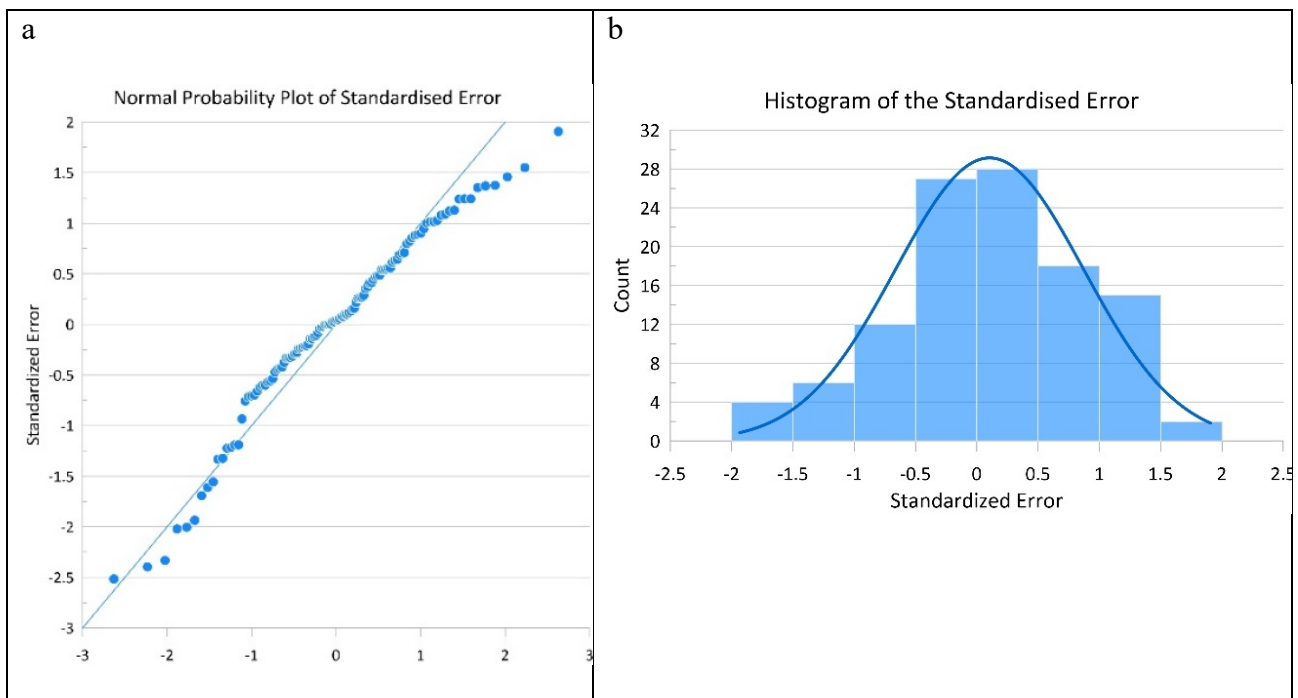 a
Normal Probability Plot of Standardised Error
2
1.5
1
0.5
0
-0.5
-1
-1.5
-2
-2.5
-3
Standardized Error
-3 -2 -1 0 1 2 3
b
Histogram of the Standardised Error
32
28
24
20
16
12
8
4
0
Count
-2.5 -2 -1.5 -1 -0.5 0 0.5 1 1.5 2 2.5
Standardized Error